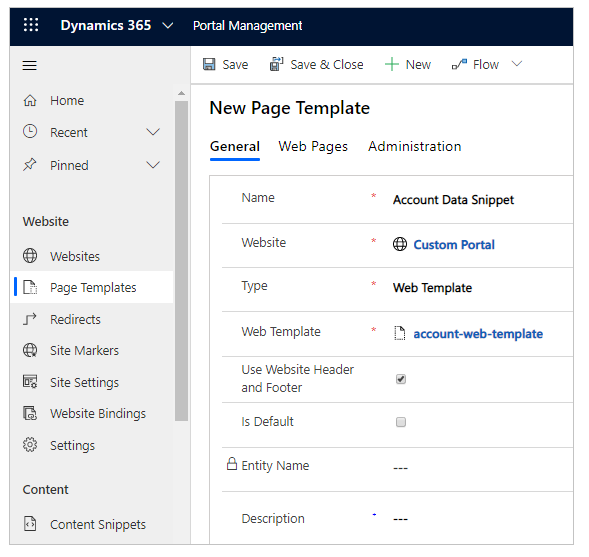 Dynamics 365 Portal Management
Save Save & Close New Flow
Home
Recent
Pinned
Website
Websites
Page Templates
Redirects
Site Markers
Site Settings
Website Bindings
Settings
Content
Content Snippets
New Page Template
General Web Pages Administration
Name * Account Data Snippet
Website * Custom Portal
Type * Web Template
Web Template * account-web-template
Use Website Header
and Footer
Is Default
Entity Name ---
Description ---